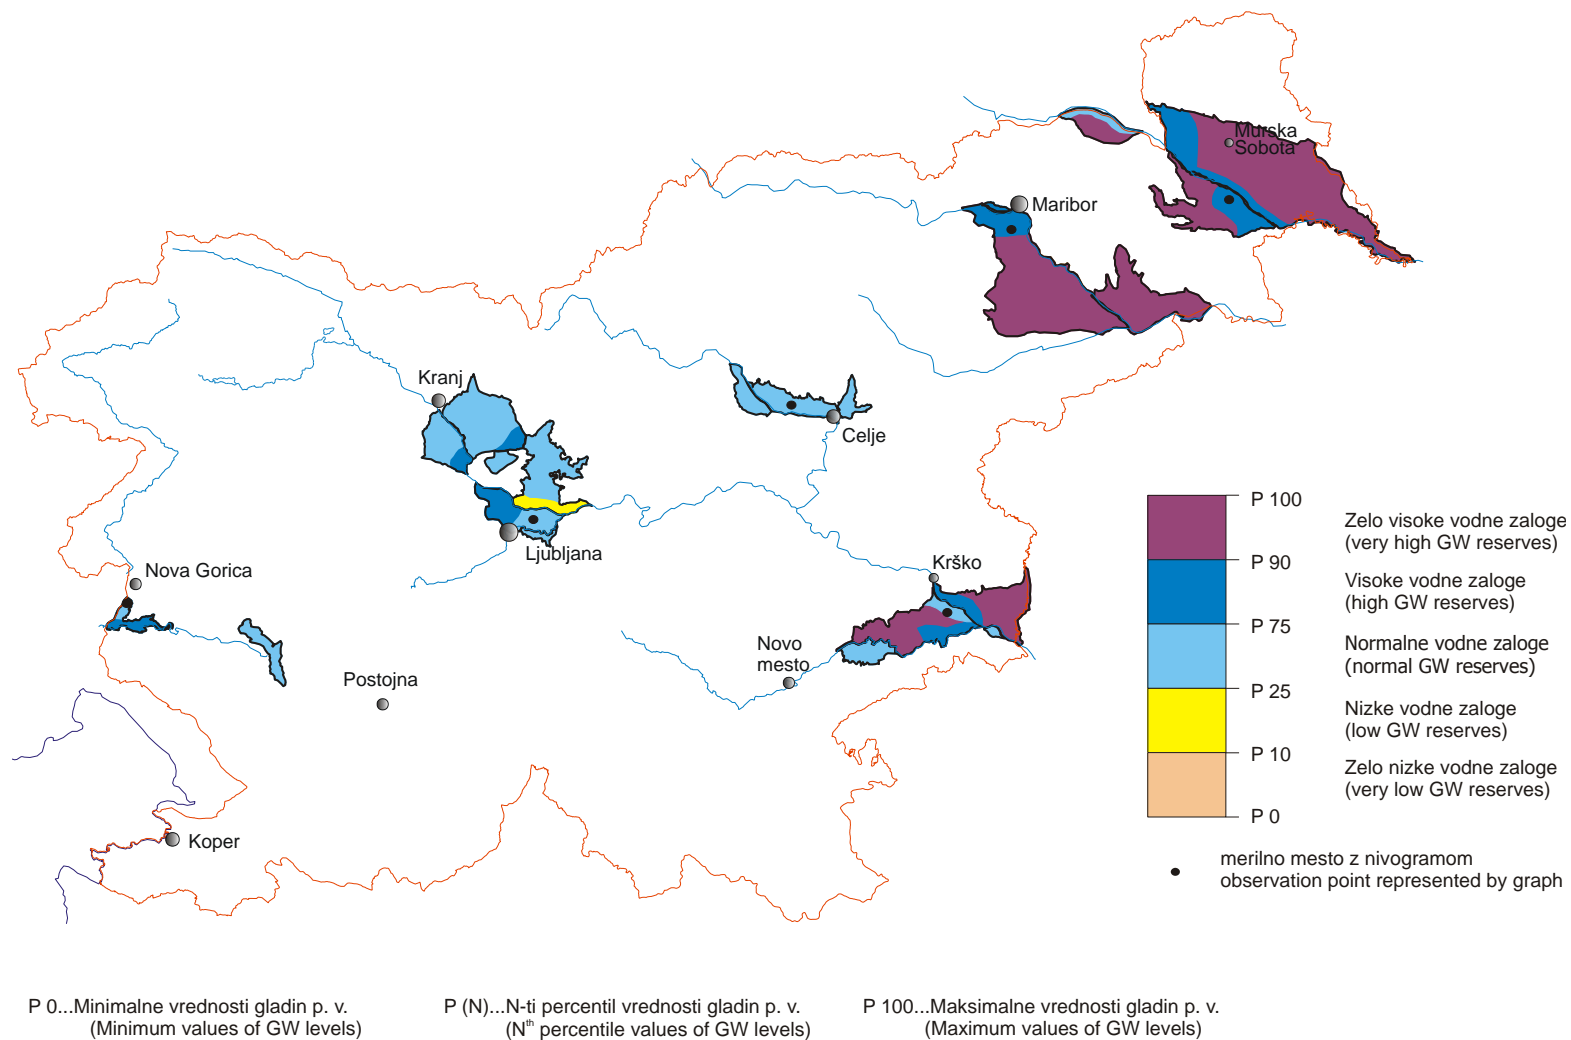 Murska
Sobota
Maribor
Kranj
Celje
Ljubljana
Nova Gorica
Krško
Novo
mesto
Postojna
Koper
P 100
Zelo visoke vodne zaloge
(very high GW reserves)
P 90
Visoke vodne zaloge
(high GW reserves)
P 75
Normalne vodne zaloge
(normal GW reserves)
P 25
Nizke vodne zaloge
(low GW reserves)
P 10
Zelo nizke vodne zaloge
(very low GW reserves)
P 0
merilno mesto z nivogramom
observation point represented by graph
P 0...Minimalne vrednosti gladin p. v.
(Minimum values of GW levels)
P (N)...N-ti percentil vrednosti gladin p. v.
(Nth percentile values of GW levels)
P 100...Maksimalne vrednosti gladin p. v.
(Maximum values of GW levels)